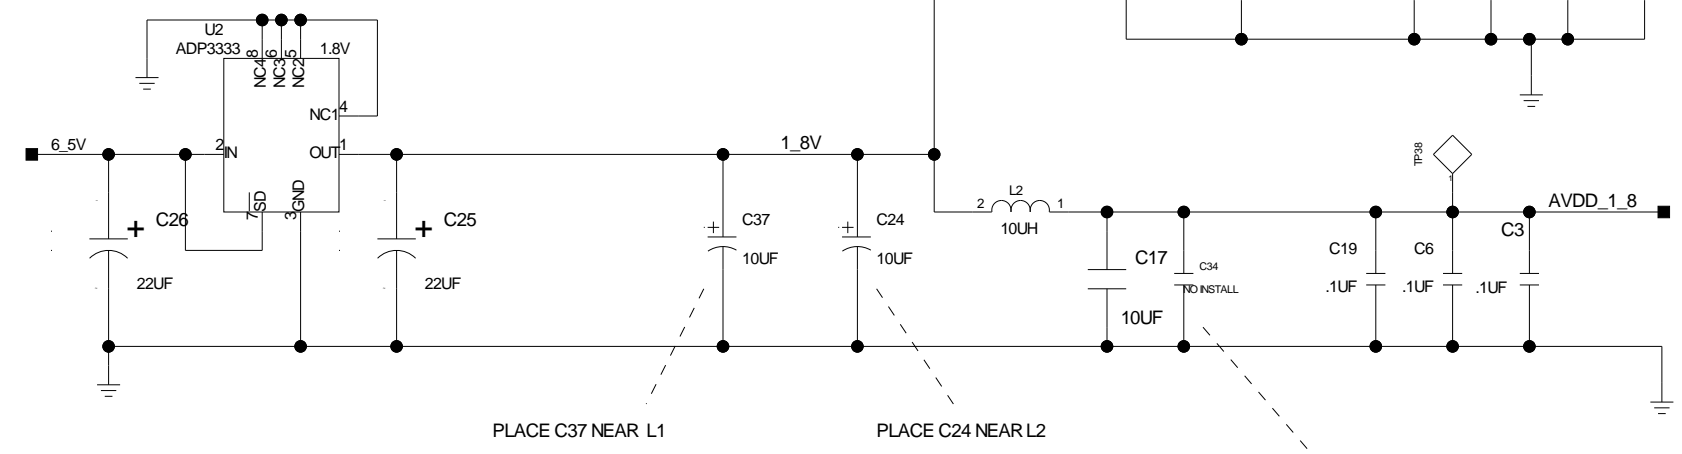 U2
ADP3333
1.8V
8
6
5
NC4
NC3
NC2
NC1
4
6_5V
2
IN
OUT
1
1_8V
TP38
1
7
SD
3
GND
C26
22UF
C25
22UF
C37
10UF
C24
10UF
L2
2
1
10UH
AVDD_1_8
C17
10UF
C34
NO INSTALL
C19
.1UF
C6
.1UF
C3
.1UF
PLACE C37 NEAR L1
PLACE C24 NEAR L2